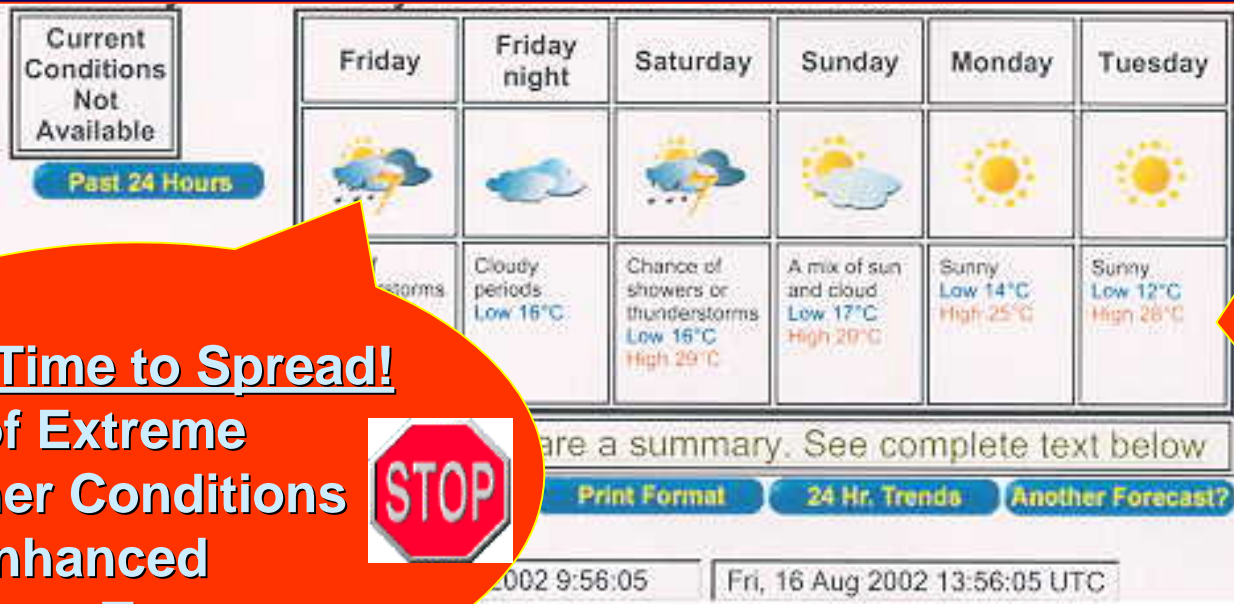 Current
Conditions
Not
Available
Past 24 Hours
Friday
Friday
night
Saturday
Sunday
Monday
Tuesday
Cloudy
periods
Low 16°C
Chance of
showers or
thunderstorms
Low 16°C
High 29°C
A mix of sun
and cloud
Low 17°C
High 20°C
Sunny
Low 14°C
High 25°C
Sunny
Low 12°C
High 28°C
Time to Spread!
of Extreme
Conditions
STOP
are a summary. See complete text below
Print Format
24 Hr. Trends
Another Forecast?
2002 9:56:05
Fri, 16 Aug 2002 13:56:05 UTC